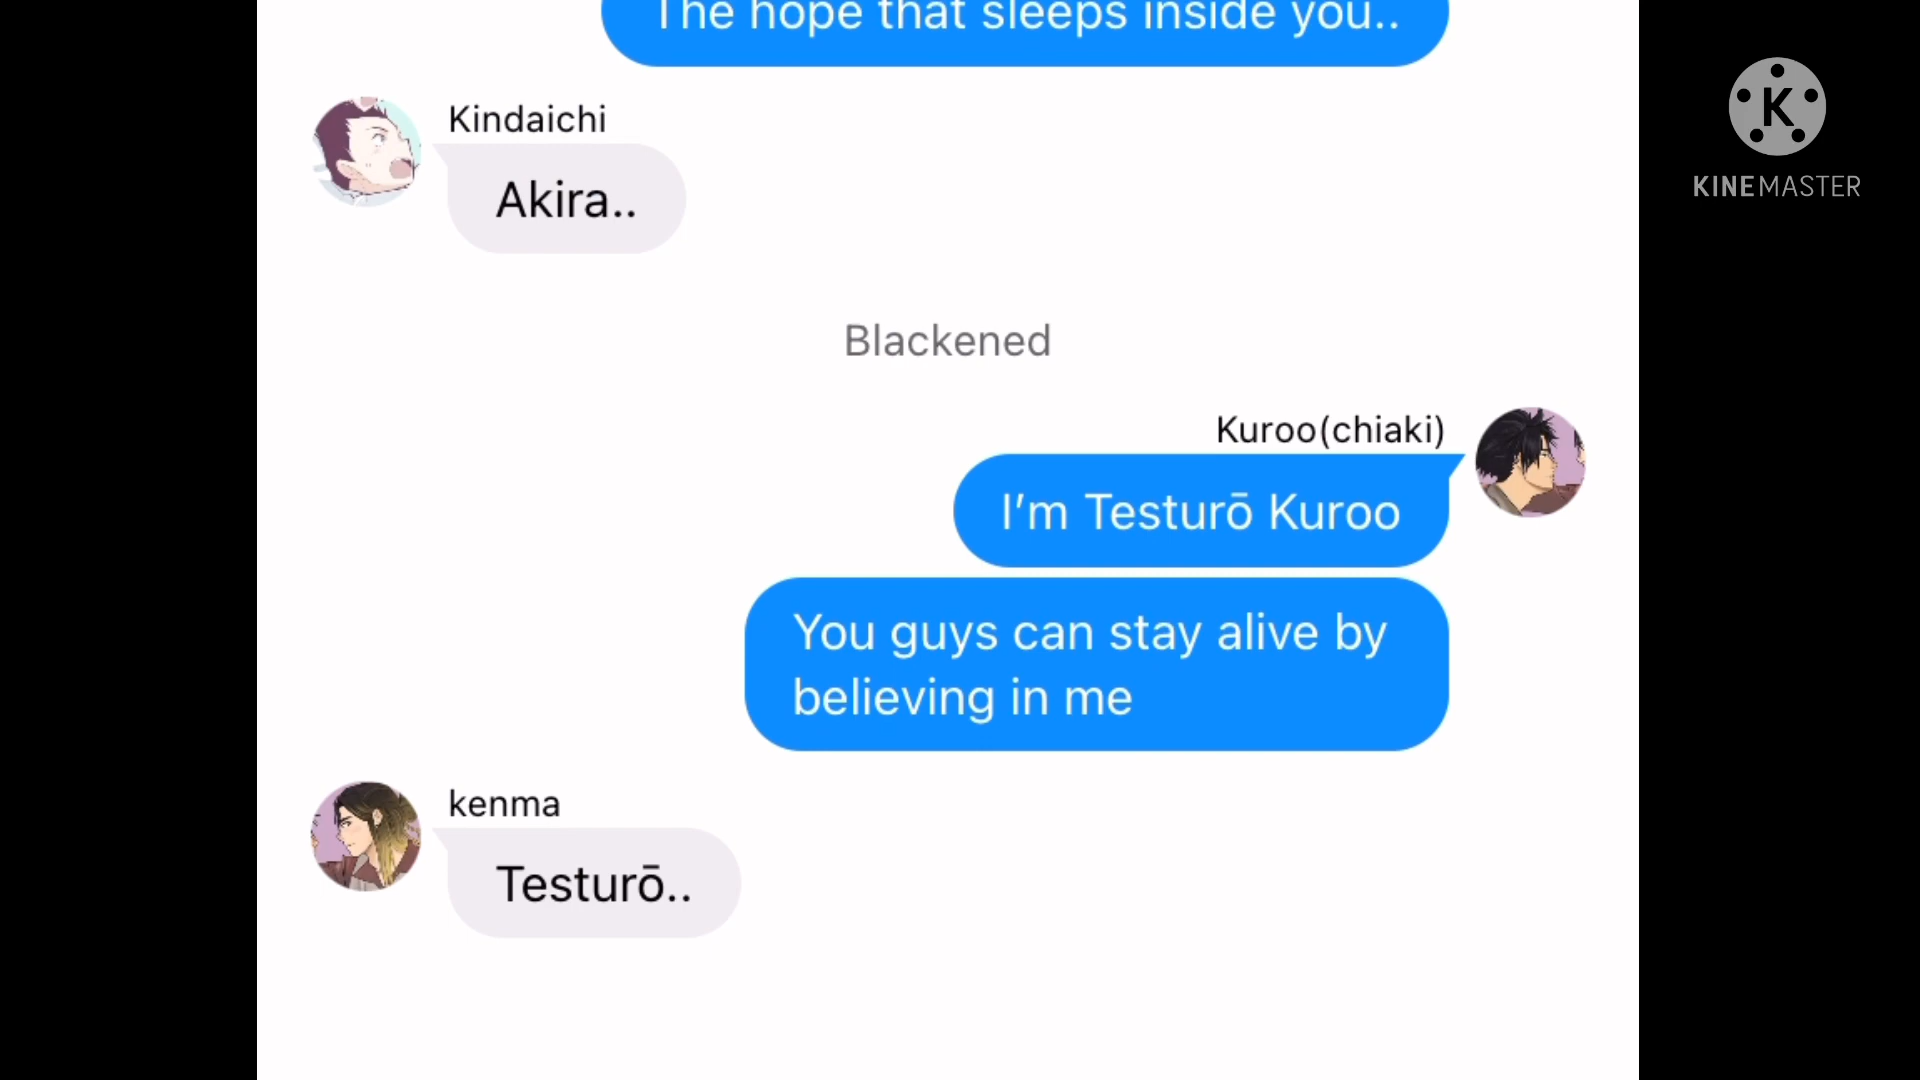 The hope that sleeps inside you..
Kindaichi
Akira..
Blackened
Kuroo(chiaki)
I’m Testurō Kuroo
You guys can stay alive by
believing in me
kenma
Testurō..
K
KINEMASTER